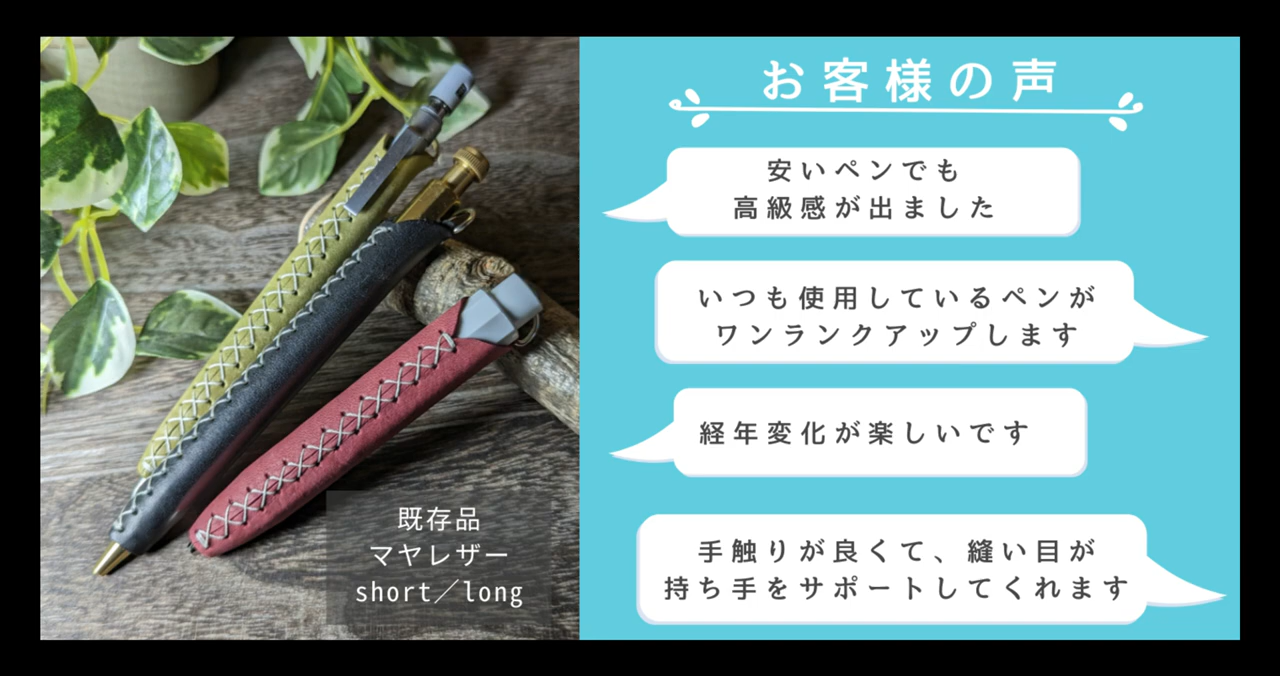 お客様の声
安いペンでも
高級感が出ました
いつも使用しているペンが
ワンランクアップします
経年変化が楽しいです
手触りが良くて、縫い目が
持ち手をサポートしてくれます
既存品
マヤレザー
short／long